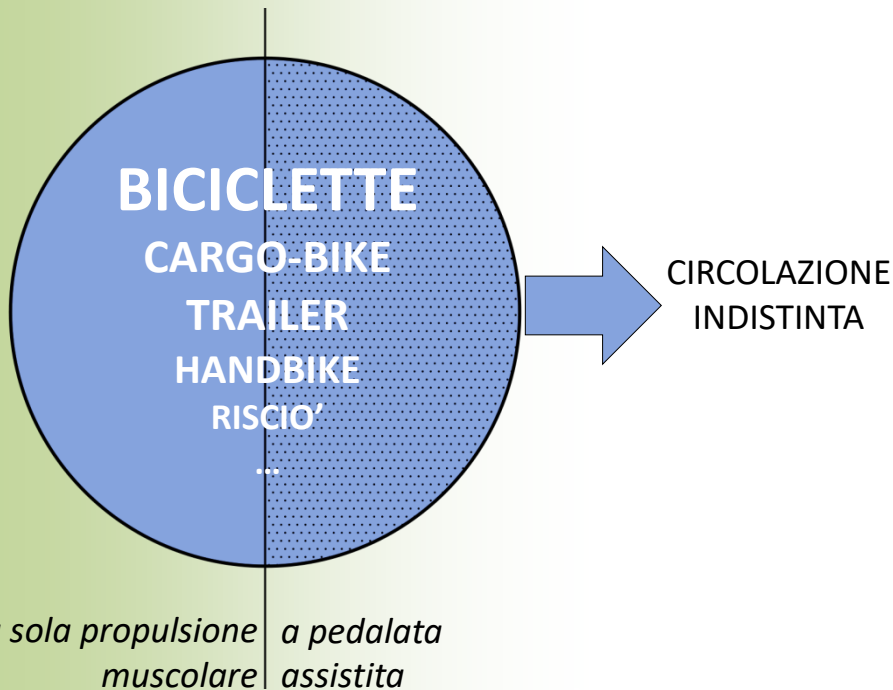 BICICLETTE
CARGO-BIKE
TRAILER
HANDBIKE
RISCIO’
...
CIRCOLAZIONE
INDISTINTA
sola propulsione
muscolare
a pedalata
assistita